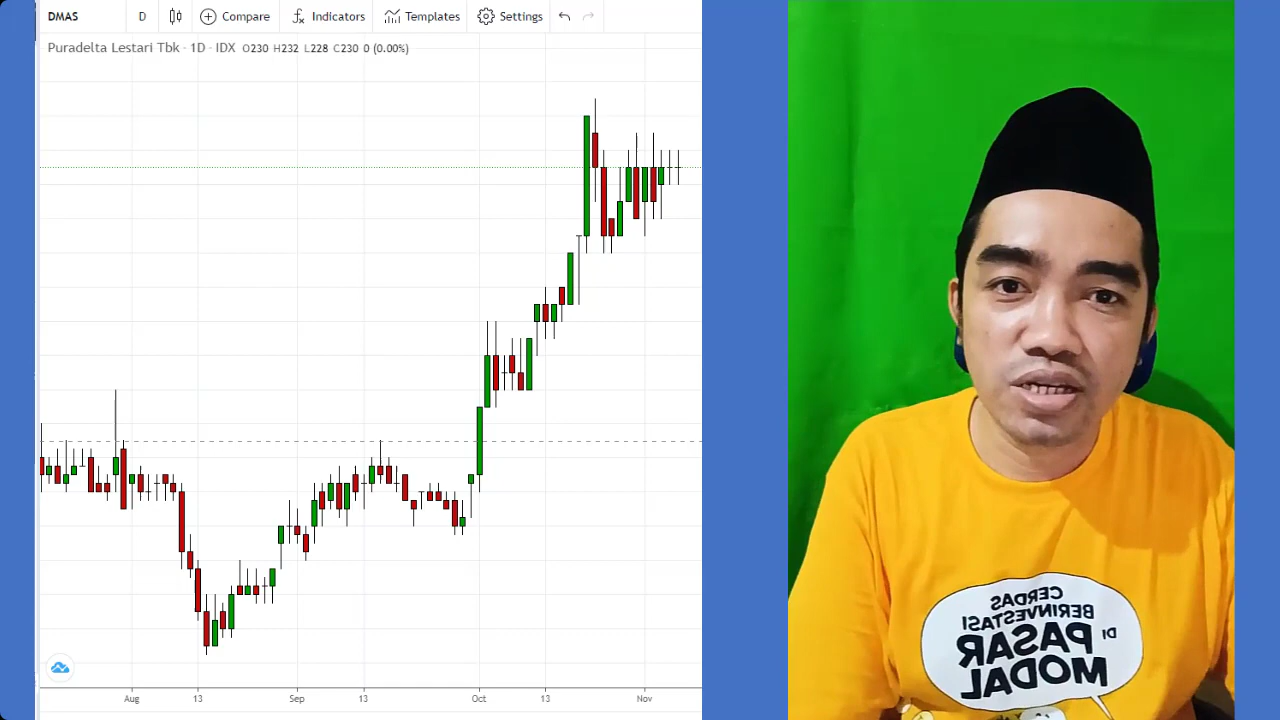 DMAS D Compare Indicators Templates Settings
Puradelta Lestari Tbk · 1D · IDX O230 H232 L228 C230 0 (0.00%)
Aug 13 Sep 13 Oct 13 Nov
CERDAS
BERINVESTASI
DI PASAR
MODAL